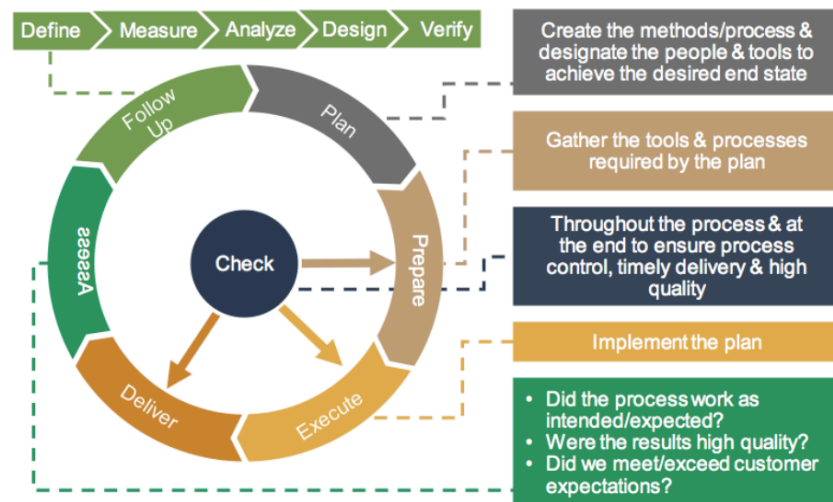 Define
Measure
Analyze
Design
Verify
Create the methods/process &
designate the people & tools to
achieve the desired end state
Follow
Up
Plan
Gather the tools & processes
required by the plan
Assess
Check
Prepare
Throughout the process & at
the end to ensure process
control, timely delivery & high
quality
Deliver
Execute
Implement the plan
• Did the process work as
intended/expected?
• Were the results high quality?
• Did we meet/exceed customer
expectations?